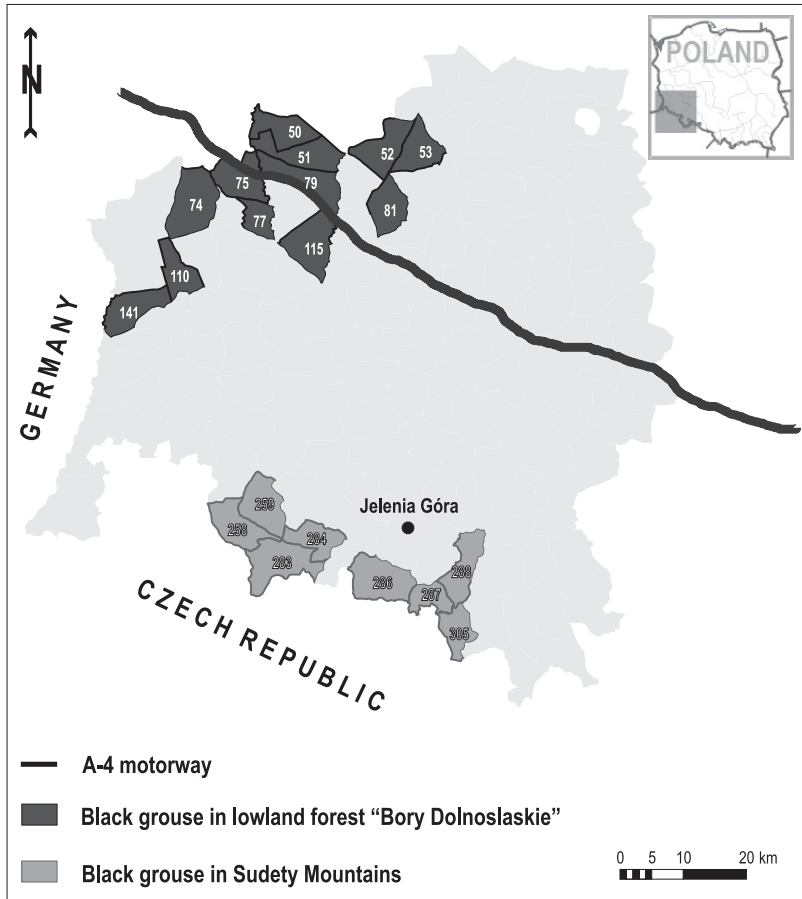 N
POLAND
50
51
52
53
75
79
74
77
81
115
110
141
GERMANY
259
258
284
283
Jelenia Góra
286
287
288
305
CZECH REPUBLIC
A-4 motorway
Black grouse in lowland forest “Bory Dolnoslaskie”
Black grouse in Sudety Mountains
0 5 10 20 km